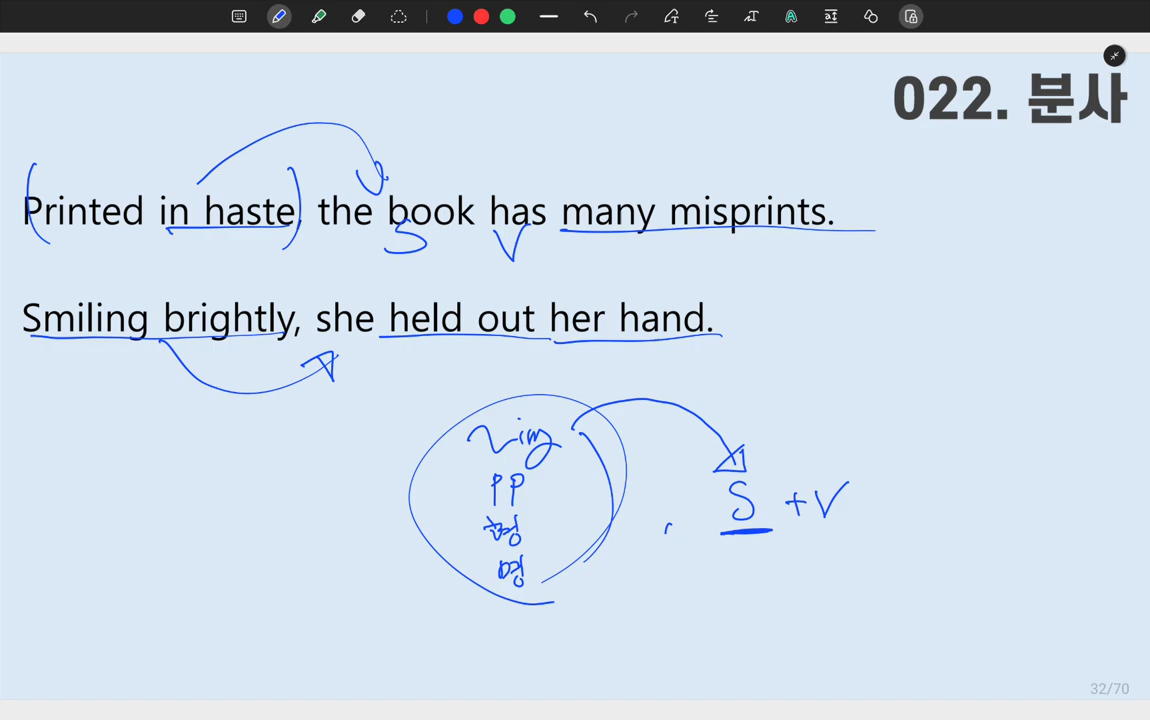 022. 분사
Printed in haste, the book has many misprints.
S V
Smiling brightly, she held out her hand.
Ving
PP
형
명
, S + V
32/70